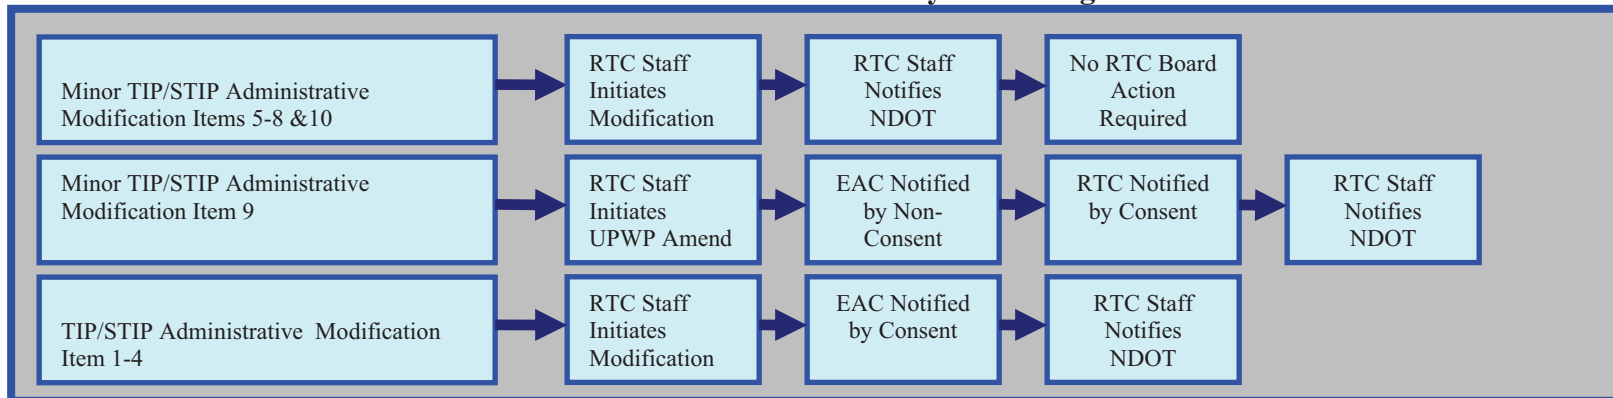 Minor TIP/STIP Administrative
Modification Items 5-8 &10
RTC Staff
Initiates
Modification
RTC Staff
Notifies
NDOT
No RTC Board
Action
Required
Minor TIP/STIP Administrative
Modification Item 9
RTC Staff
Initiates
UPWP Amend
EAC Notified
by Non-
Consent
RTC Notified
by Consent
RTC Staff
Notifies
NDOT
TIP/STIP Administrative  Modification
Item 1-4
RTC Staff
Initiates
Modification
EAC Notified
by Consent
RTC Staff
Notifies
NDOT